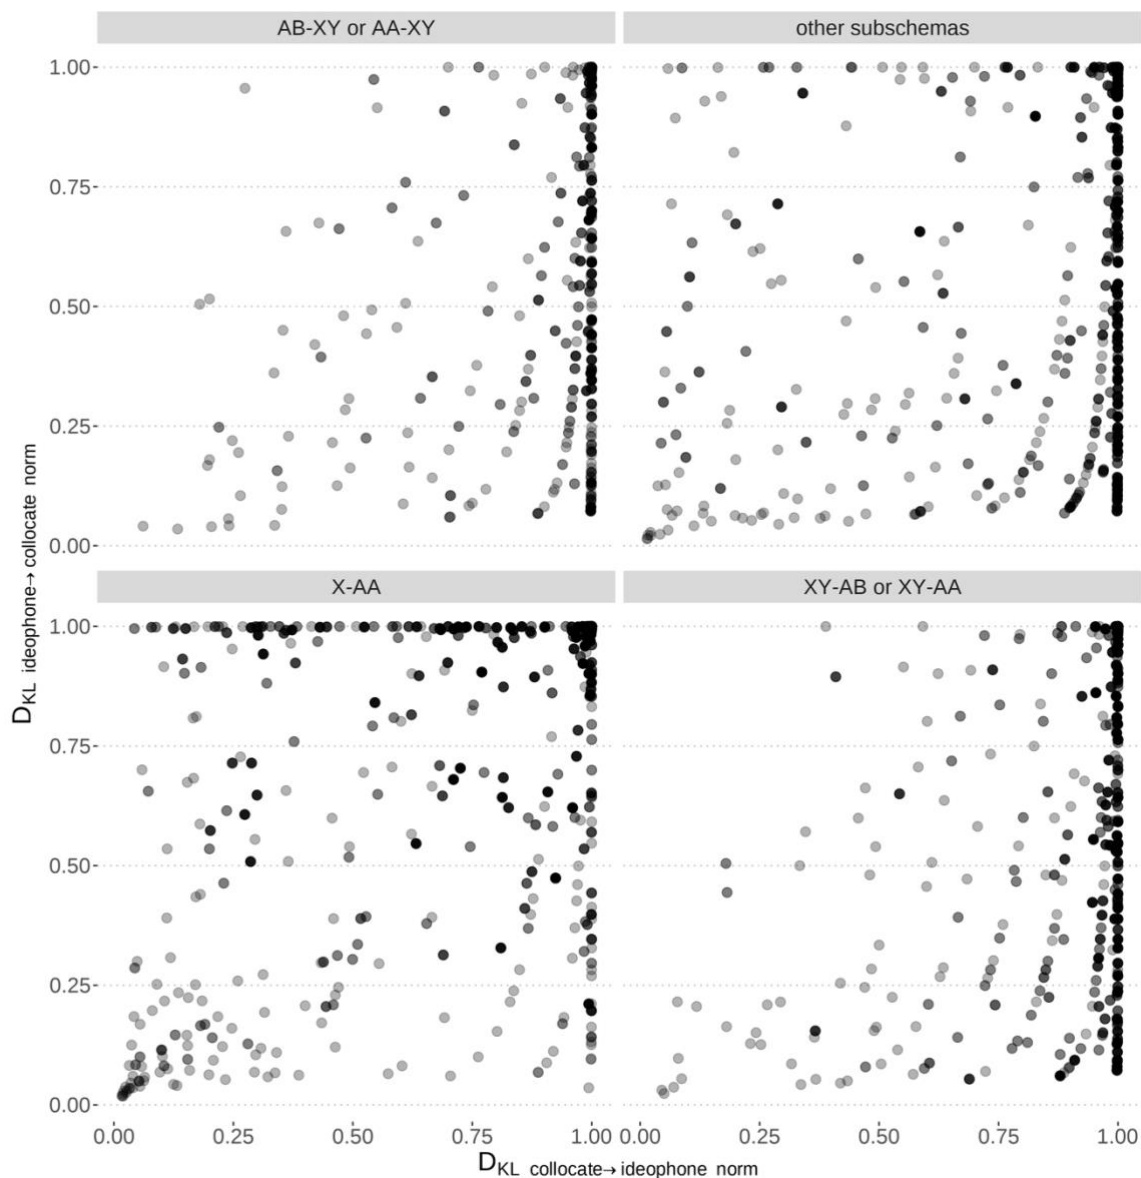 AB-XY or AA-XY
other subschemas
1.00
0.75
0.50
0.25
0.00
X-AA
XY-AB or XY-AA
1.00
0.75
0.50
0.25
0.00
DKL ideophone→collocate norm
0.00 0.25 0.50 0.75 1.00
0.00 0.25 0.50 0.75 1.00
DKL collocate→ideophone norm